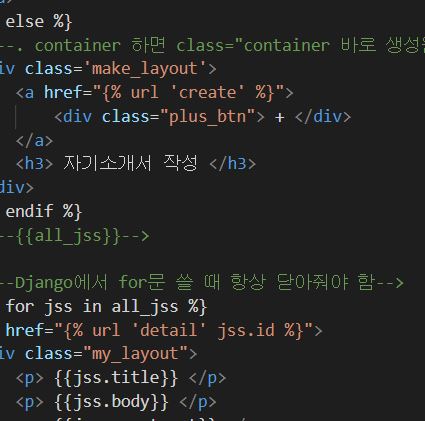 else %}
--. container 하면 class="container 바로 생성
iv class='make_layout'>
<a href="{% url 'create' %}">
<div class="plus_btn"> + </div>
</a>
<h3> 자기소개서 작성 </h3>
div>
endif %}
--{{all_jss}}-->
--Django에서 for문 쓸 때 항상 닫아줘야 함-->
for jss in all_jss %}
href="{% url 'detail' jss.id %}">
iv class="my_layout">
<p> {{jss.title}} </p>
<p> {{jss.body}} </p>